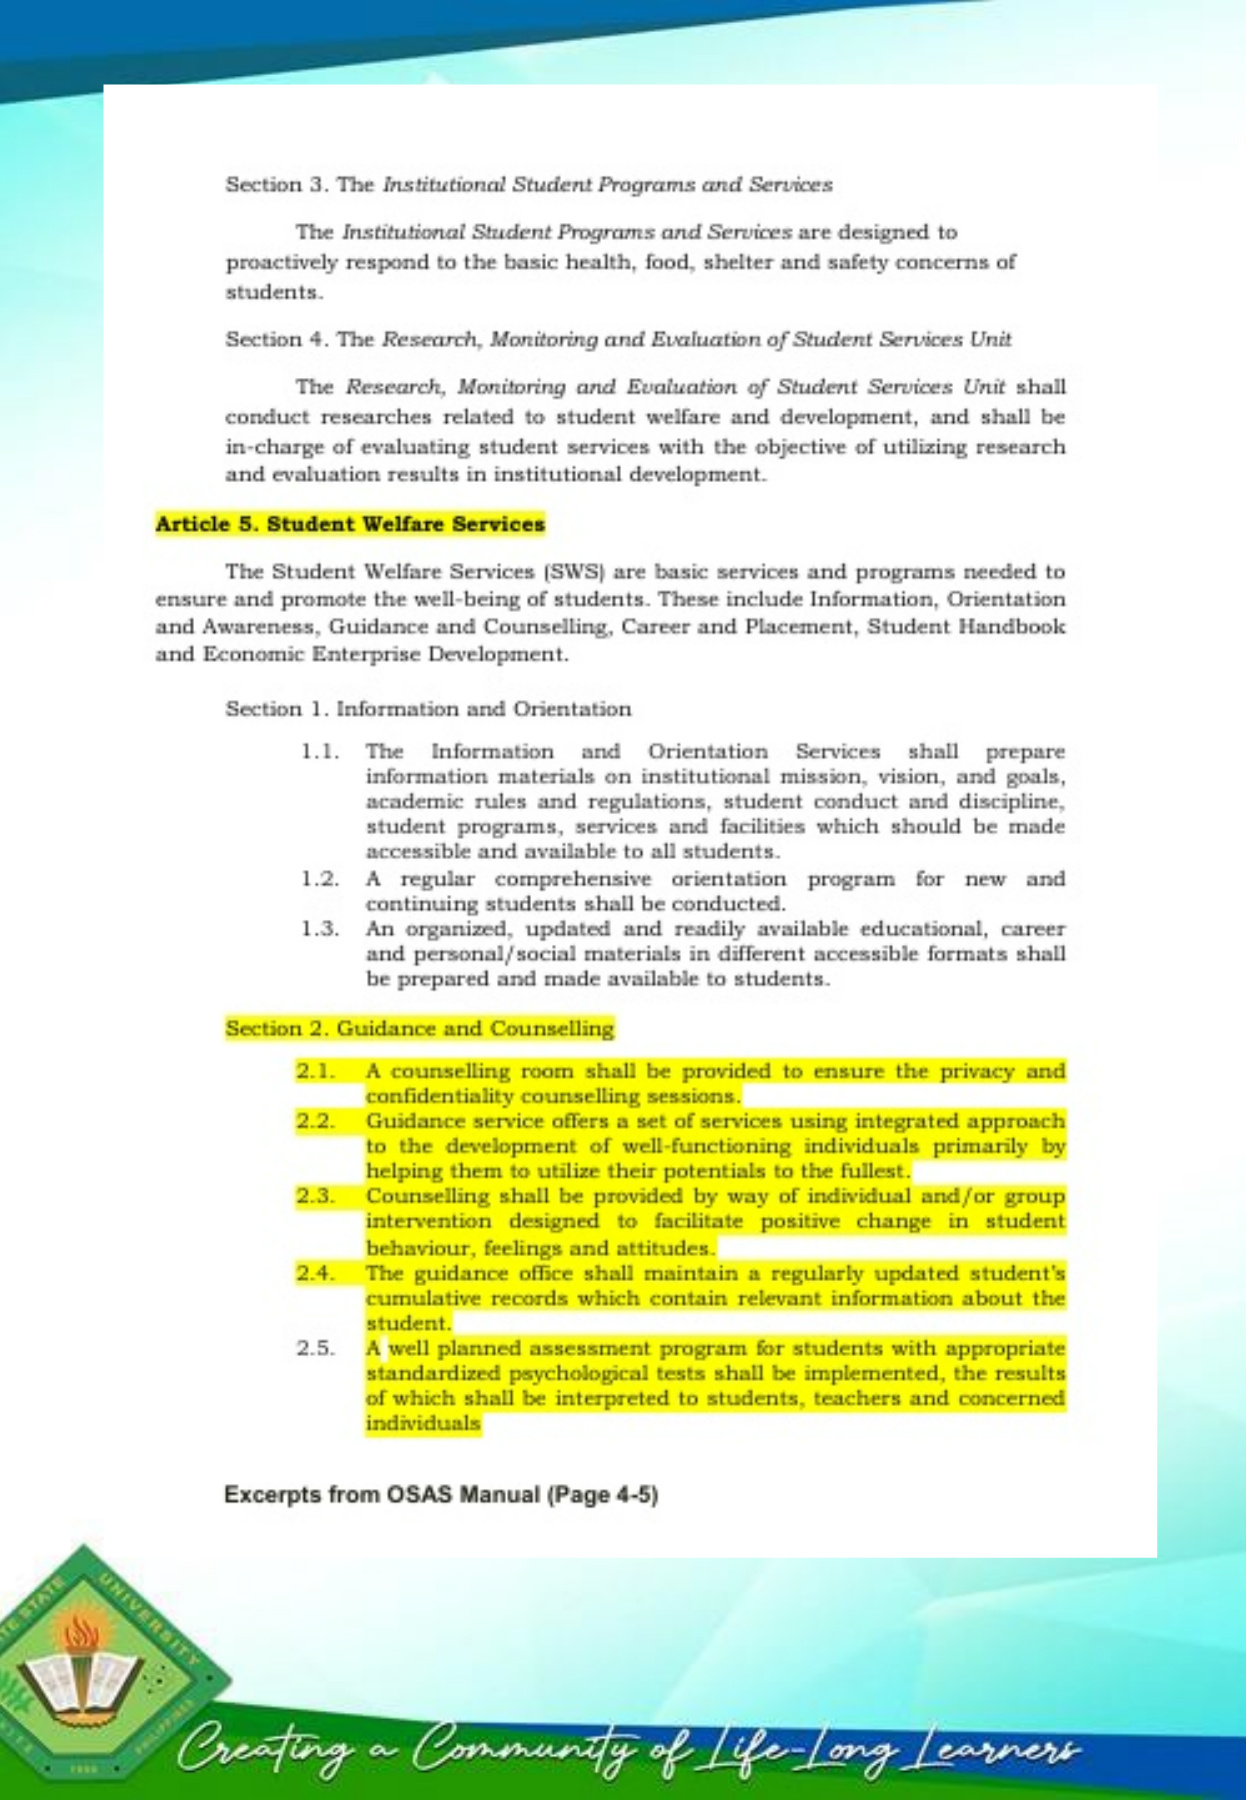 Section 3. The Institutional Student Programs and Services
The Institutional Student Programs and Services are designed to
proactively respond to the basic health, food, shelter and safety concerns of
students.
Section 4. The Research, Monitoring and Evaluation of Student Services Unit
The Research, Monitoring and Evaluation of Student Services Unit shall
conduct researches related to student welfare and development, and shall be
in-charge of evaluating student services with the objective of utilizing research
and evaluation results in institutional development.
Article 5. Student Welfare Services
The Student Welfare Services (SWS) are basic services and programs needed to
ensure and promote the well-being of students. These include Information, Orientation
and Awareness, Guidance and Counselling, Career and Placement, Student Handbook
and Economic Enterprise Development.
Section 1. Information and Orientation
1.1. The Information and Orientation Services shall prepare
information materials on institutional mission, vision, and goals,
academic rules and regulations, student conduct and discipline,
student programs, services and facilities which should be made
accessible and available to all students.
1.2. A regular comprehensive orientation program for new and
continuing students shall be conducted.
1.3. An organized, updated and readily available educational, career
and personal/social materials in different accessible formats shall
be prepared and made available to students.
Section 2. Guidance and Counselling
2.1. A counselling room shall be provided to ensure the privacy and
confidentiality counselling sessions.
2.2. Guidance service offers a set of services using integrated approach
to the development of well-functioning individuals primarily by
helping them to utilize their potentials to the fullest.
2.3. Counselling shall be provided by way of individual and/or group
intervention designed to facilitate positive change in student
behaviour, feelings and attitudes.
2.4. The guidance office shall maintain a regularly updated student's
cumulative records which contain relevant information about the
student.
2.5. A well planned assessment program for students with appropriate
standardized psychological tests shall be implemented, the results
of which shall be interpreted to students, teachers and concerned
individuals
Excerpts from OSAS Manual (Page 4-5)
STATE UNIVERSITY
PHILIPPINES
Creating a Community of Life-Long Learners